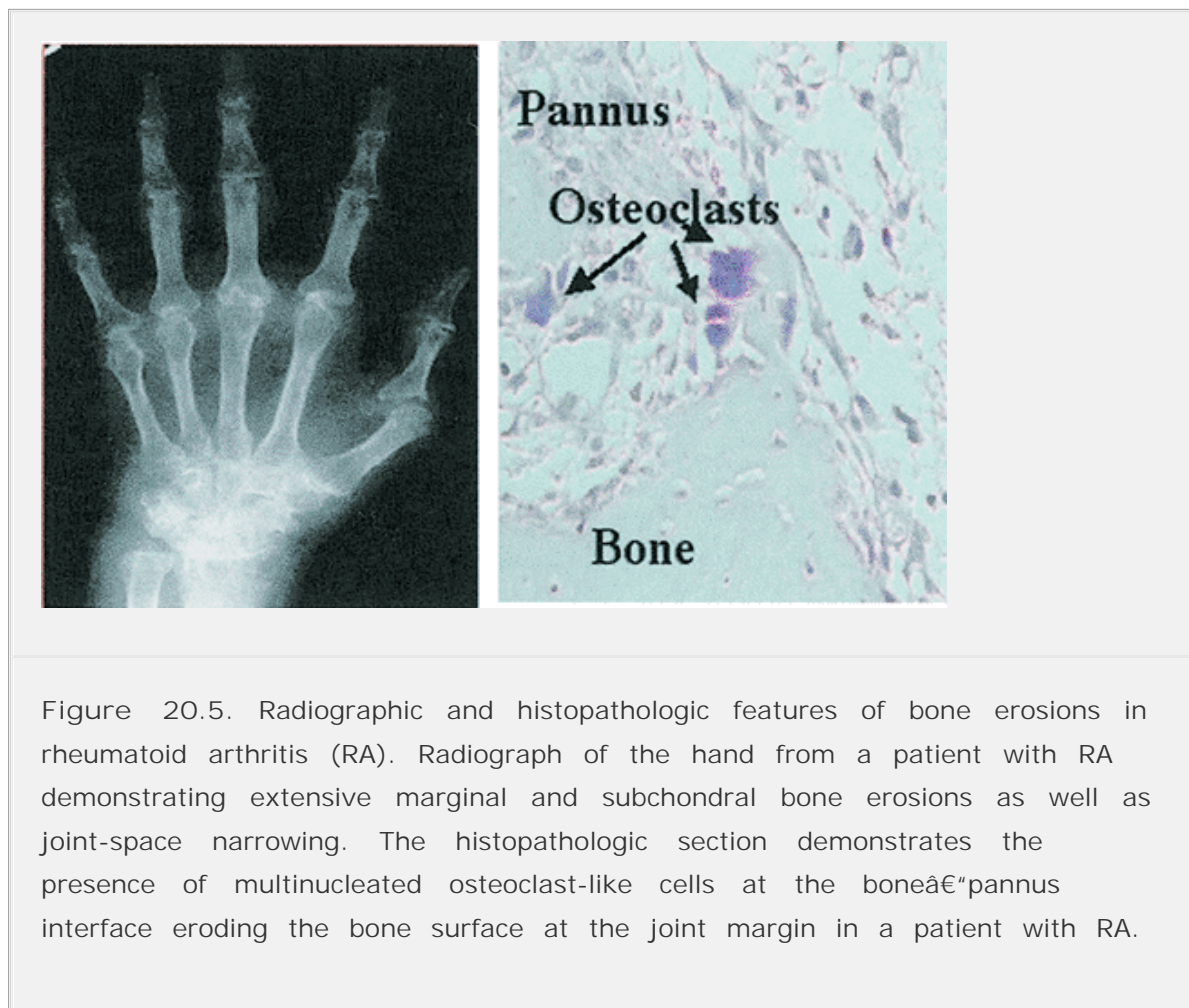 Pannus
Osteoclasts
Bone
Figure 20.5. Radiographic and histopathologic features of bone erosions in
rheumatoid arthritis (RA). Radiograph of the hand from a patient with RA
demonstrating extensive marginal and subchondral bone erosions as well as
joint-space narrowing. The histopathologic section demonstrates the
presence of multinucleated osteoclast-like cells at the boneâ€“pannus
interface eroding the bone surface at the joint margin in a patient with RA.